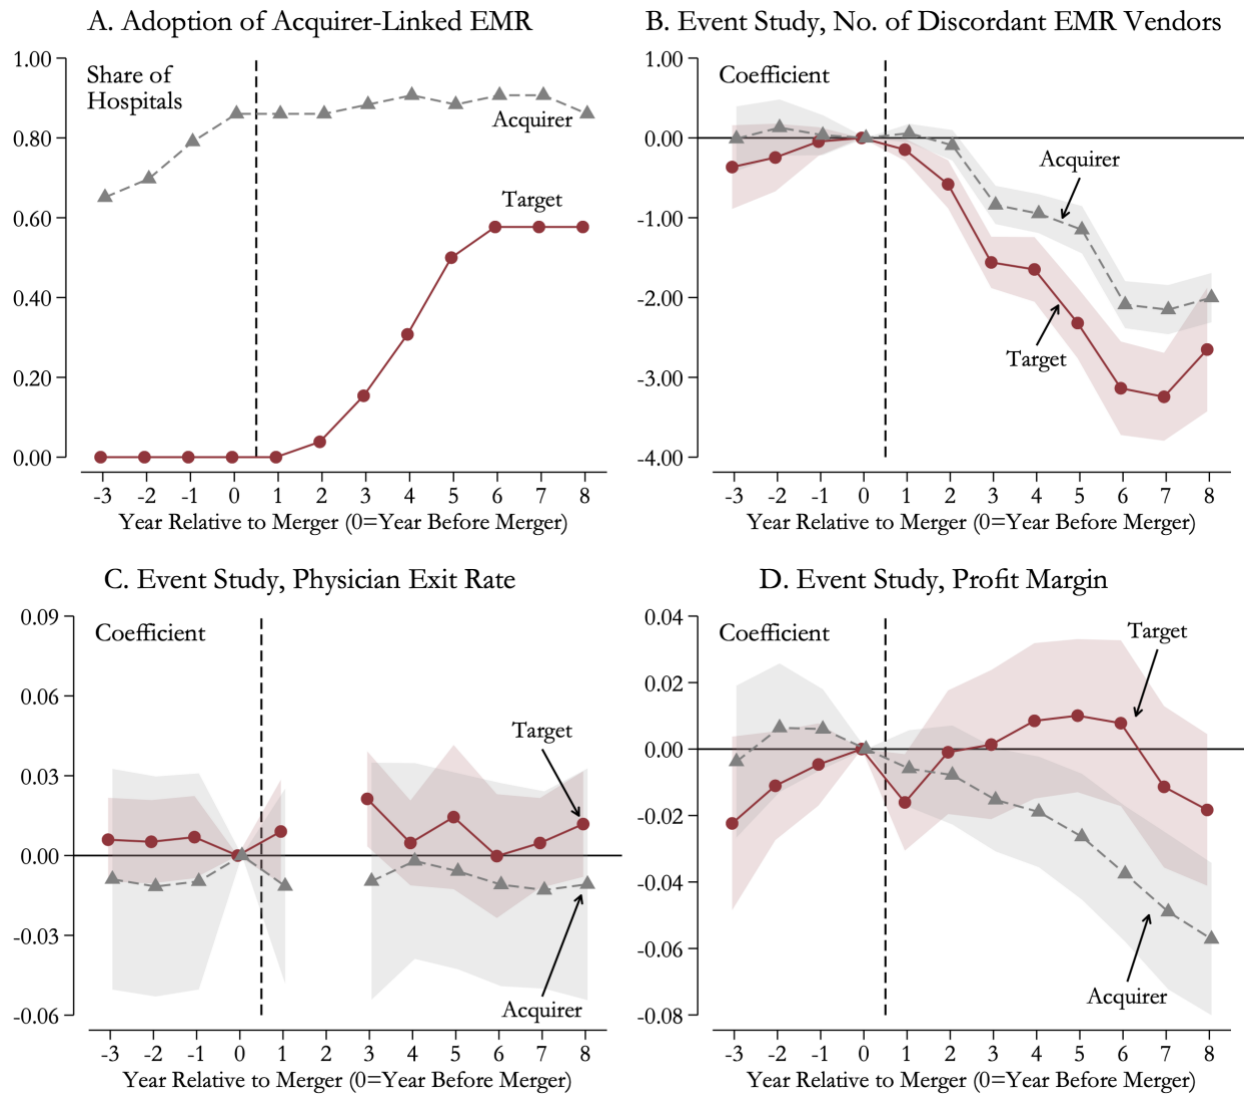 A. Adoption of Acquirer-Linked EMR
1.00
0.80
0.60
0.40
0.20
0.00
Share of
Hospitals
Acquirer
Target
-3 -2 -1 0 1 2 3 4 5 6 7 8
Year Relative to Merger (0=Year Before Merger)
B. Event Study, No. of Discordant EMR Vendors
1.00
0.00
-1.00
-2.00
-3.00
-4.00
Coefficient
Acquirer
Target
-3 -2 -1 0 1 2 3 4 5 6 7 8
Year Relative to Merger (0=Year Before Merger)
C. Event Study, Physician Exit Rate
0.09
0.06
0.03
0.00
-0.03
-0.06
Coefficient
Target
Acquirer
-3 -2 -1 0 1 2 3 4 5 6 7 8
Year Relative to Merger (0=Year Before Merger)
D. Event Study, Profit Margin
0.04
0.02
0.00
-0.02
-0.04
-0.06
-0.08
Coefficient
Target
Acquirer
-3 -2 -1 0 1 2 3 4 5 6 7 8
Year Relative to Merger (0=Year Before Merger)